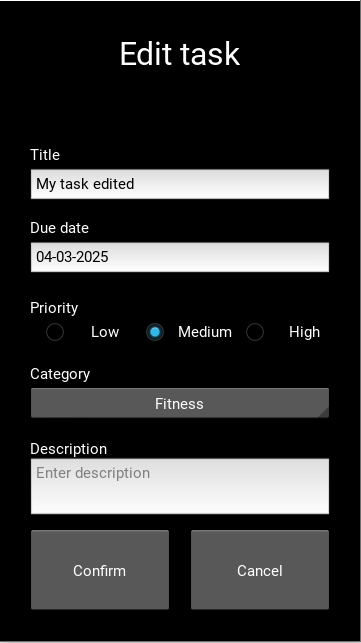 Edit task
Title
My task edited
Due date
04-03-2025
Priority
Low Medium High
Category
Fitness
Description
Enter description
Confirm Cancel